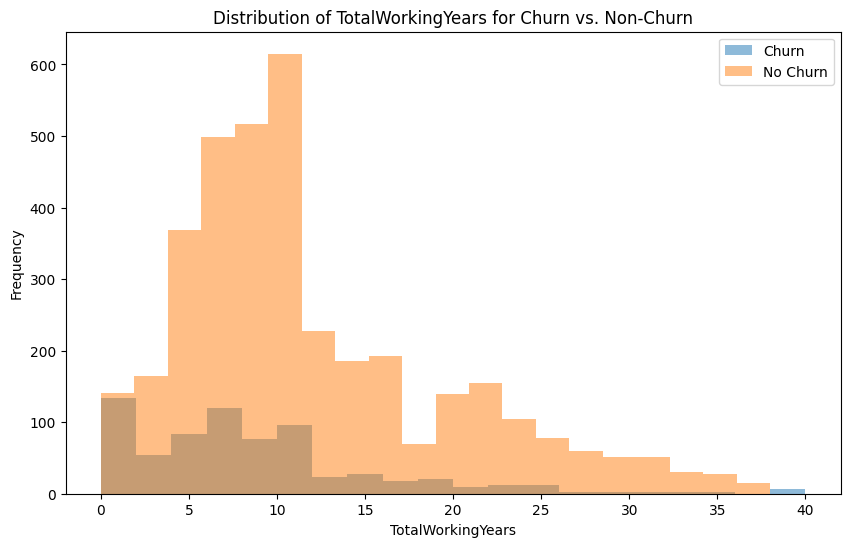 Distribution of TotalWorkingYears for Churn vs. Non-Churn
Churn
No Churn
Frequency
600
500
400
300
200
100
0
0 5 10 15 20 25 30 35 40
TotalWorkingYears